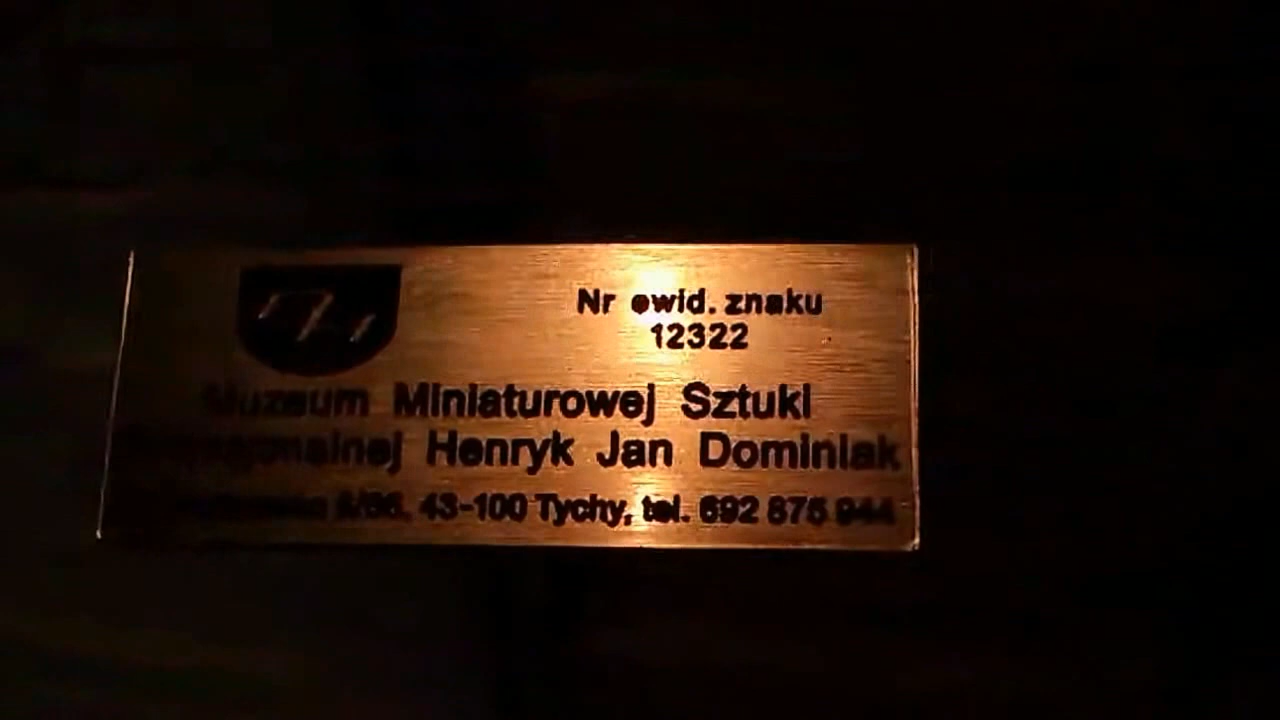 Nr ewid. znaku
12322
Muzeum Miniaturowej Sztuki
Profesjonalnej Henryk Jan Dominiak
43-100 Tychy, tel. 692 875 944